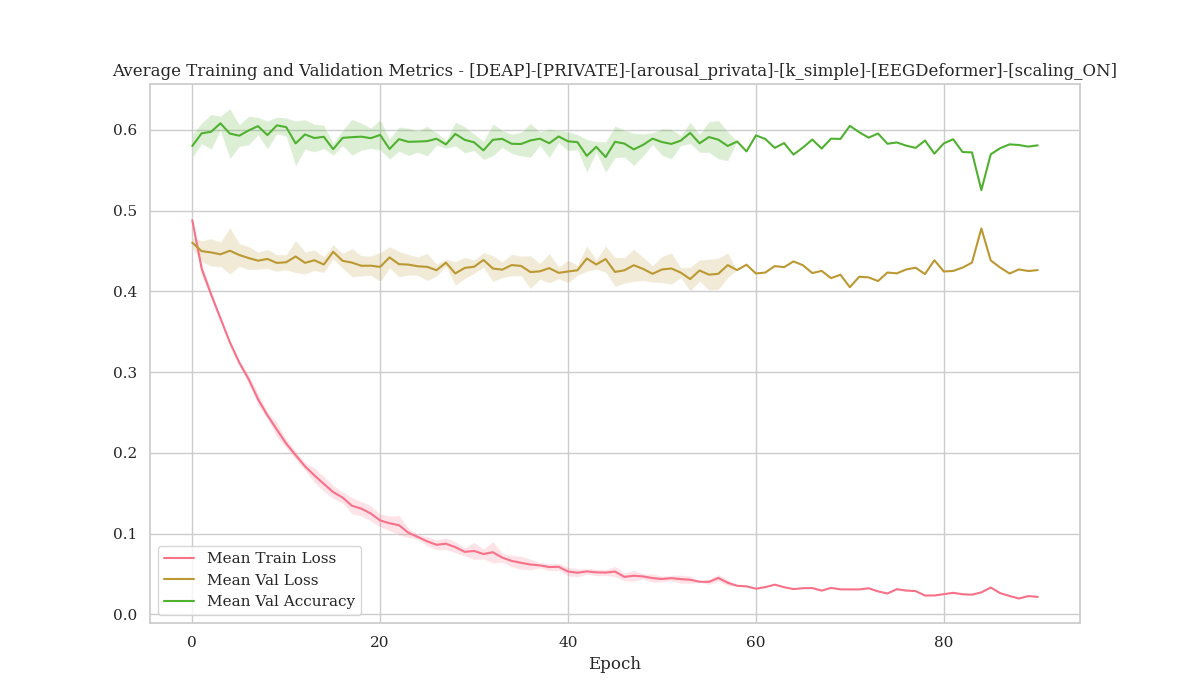 Average Training and Validation Metrics - [DEAP]-[PRIVATE]-[arousal_privata]-[k_simple]-[EEGDeformer]-[scaling_ON]
0.6
0.5
0.4
0.3
0.2
0.1
0.0
Mean Train Loss
Mean Val Loss
Mean Val Accuracy
0 20 40 60 80
Epoch